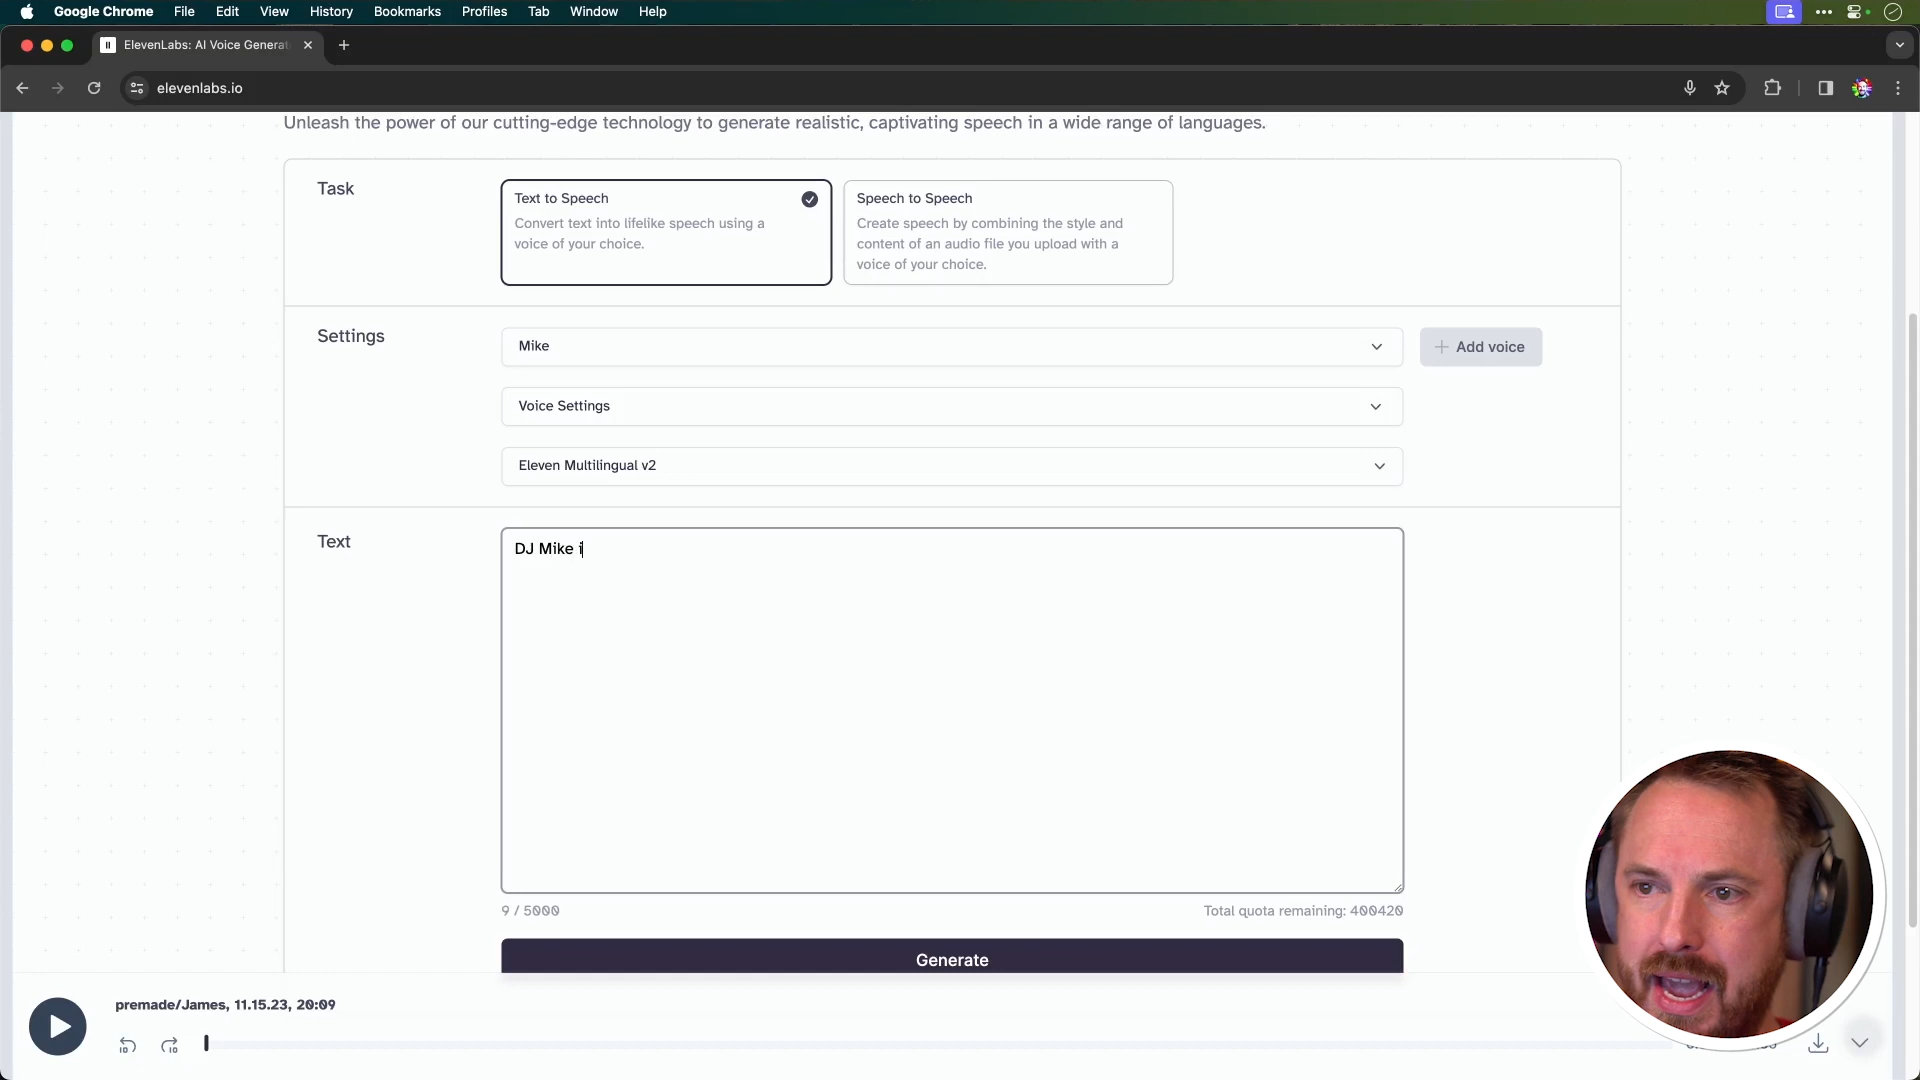 Google Chrome File Edit View History Bookmarks Profiles Tab Window Help
ElevenLabs: AI Voice Generat
elevenlabs.io
Unleash the power of our cutting-edge technology to generate realistic, captivating speech in a wide range of languages.
Task
Text to Speech
Convert text into lifelike speech using a
voice of your choice.
Speech to Speech
Create speech by combining the style and
content of an audio file you upload with a
voice of your choice.
Settings
Mike
+ Add voice
Voice Settings
Eleven Multilingual v2
Text
DJ Mike i
9 / 5000
Total quota remaining: 400420
Generate
premade/James, 11.15.23, 20:09
10
10